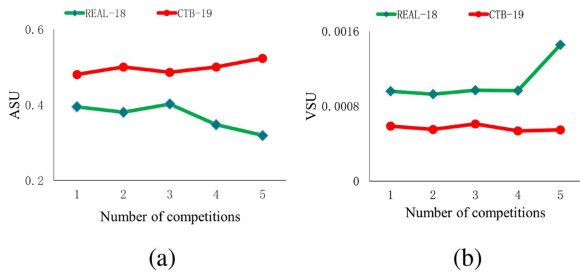 REAL-18 CTB-19
0.6
0.4
0.2
ASU
1 2 3 4 5
Number of competitions
(a)
REAL-18 CTB-19
0.0016
0.0008
0
VSU
1 2 3 4 5
Number of competitions
(b)